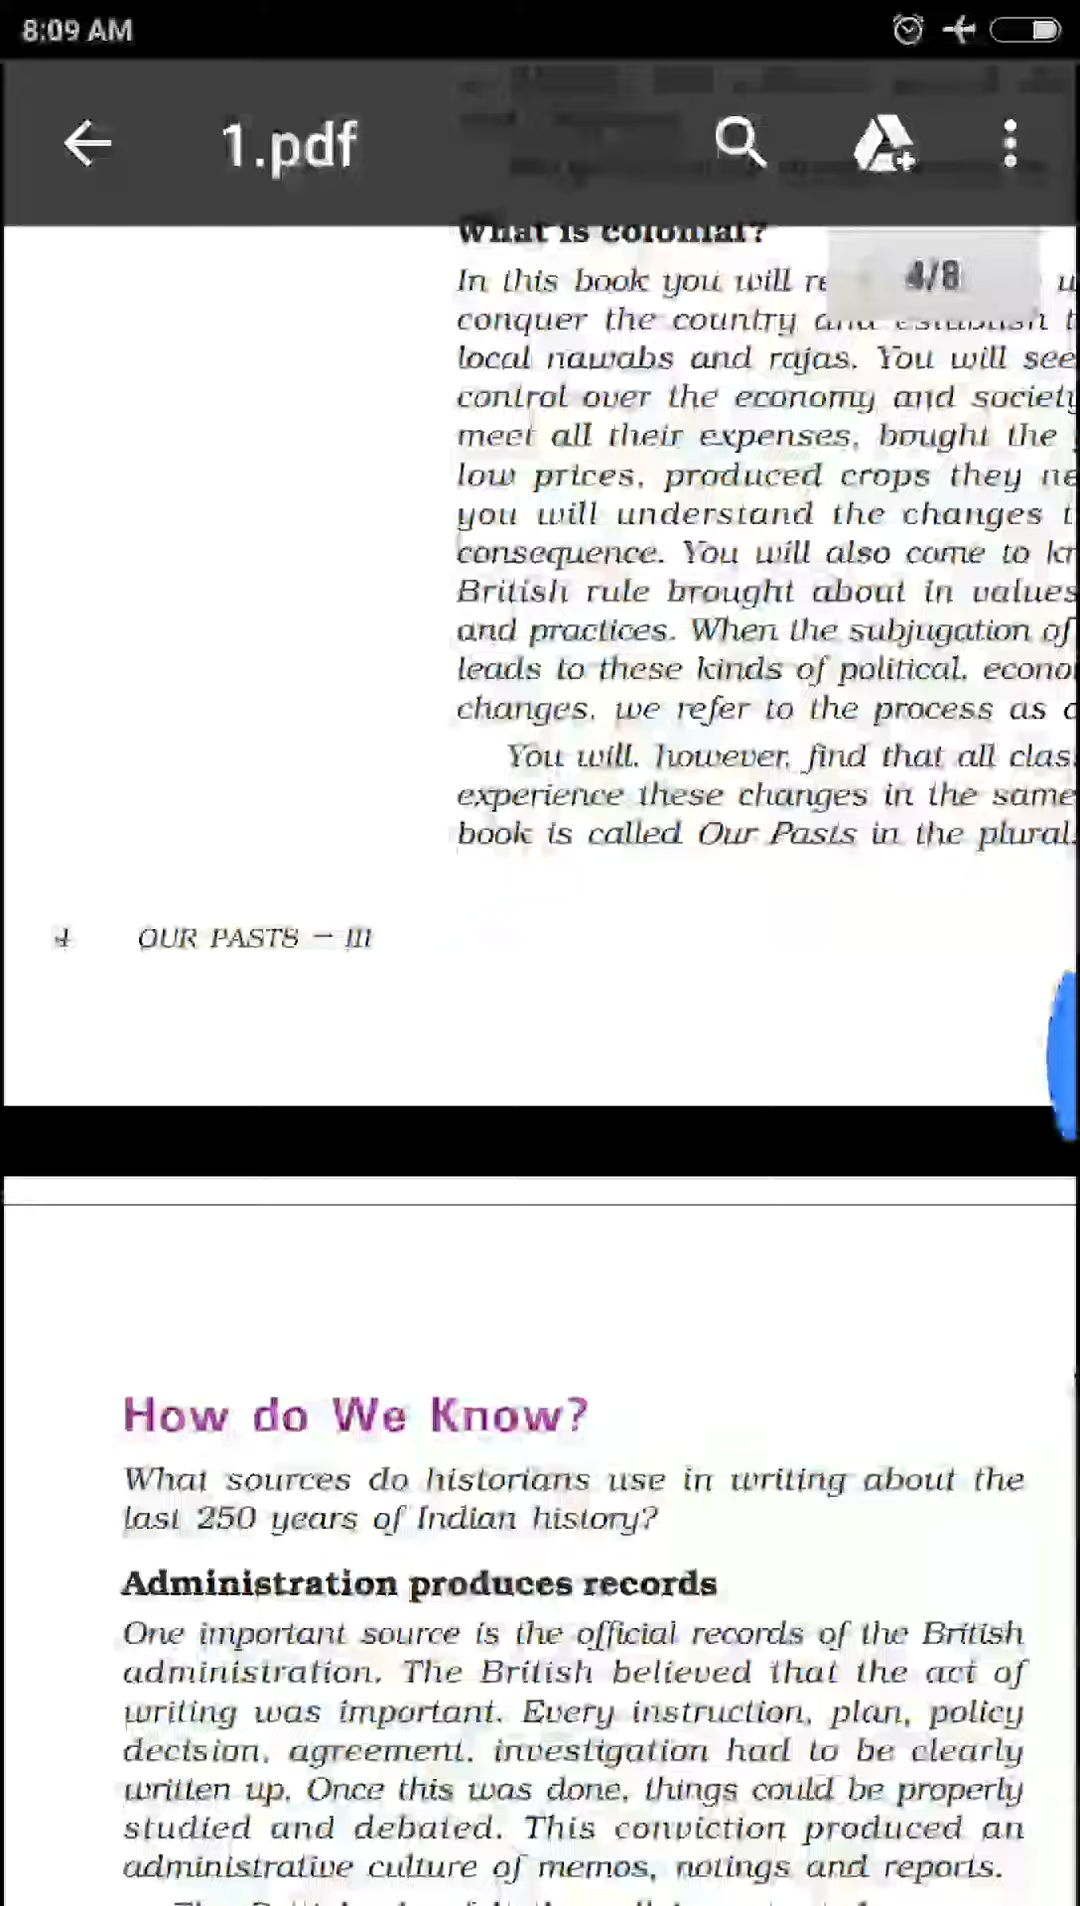 8:09 AM
1.pdf
What is colonial?
4/8
In this book you will
conquer the country and establish
local nawabs and rajas. You will see
control over the economy and society
meet all their expenses, bought the
low prices, produced crops they
you will understand the changes
consequence. You will also come to
British rule brought about in values
and practices. When the subjugation of
leads to these kinds of political, econo
changes, we refer to the process as
You will, however, find that all clas
experience these changes in the same
book is called Our Pasts in the plural.
4 OUR PASTS – III
How do We Know?
What sources do historians use in writing about the
last 250 years of Indian history?
Administration produces records
One important source is the official records of the British
administration. The British believed that the act of
writing was important. Every instruction, plan, policy
decision, agreement, investigation had to be clearly
written up. Once this was done, things could be properly
studied and debated. This conviction produced an
administrative culture of memos, notings and reports.